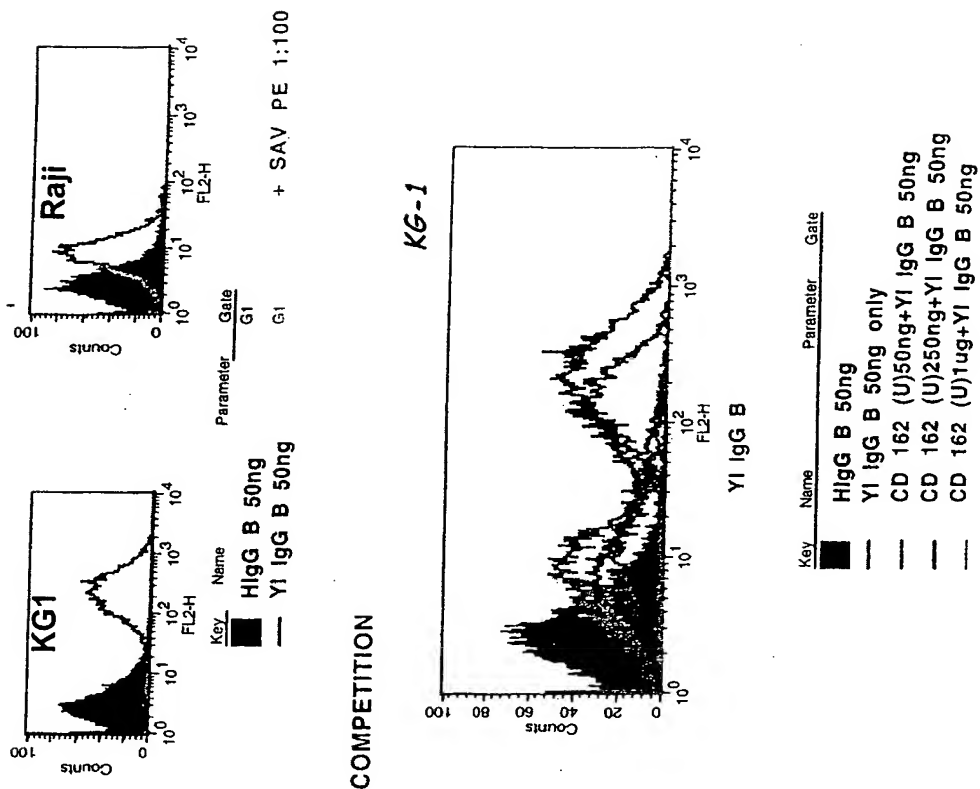 KG1
Counts
100
0
10^0 10^1 10^2 10^3 10^4
FL2-H
Key Name Parameter Gate
HIgG B 50ng G1
YI IgG B 50ng G1
Raji
Counts
100
0
10^0 10^1 10^2 10^3 10^4
FL2-H
+ SAV PE 1:100
COMPETITION
KG-1
Counts
100
80
60
40
20
0
10^0 10^1 10^2 10^3 10^4
FL2-H
YI IgG B
Key Name Parameter Gate
HIgG B 50ng
YI IgG B 50ng only
CD 162 (U)50ng+YI IgG B 50ng
CD 162 (U)250ng+YI IgG B 50ng
CD 162 (U)1ug+YI IgG B 50ng